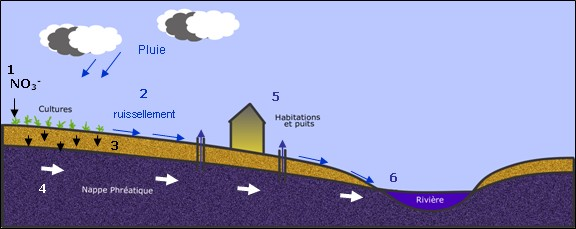 Pluie
1
NO₃⁻
2
5
Cultures
ruissellement
Habitations
et puits
3
6
4
Nappe Phréatique
Rivière